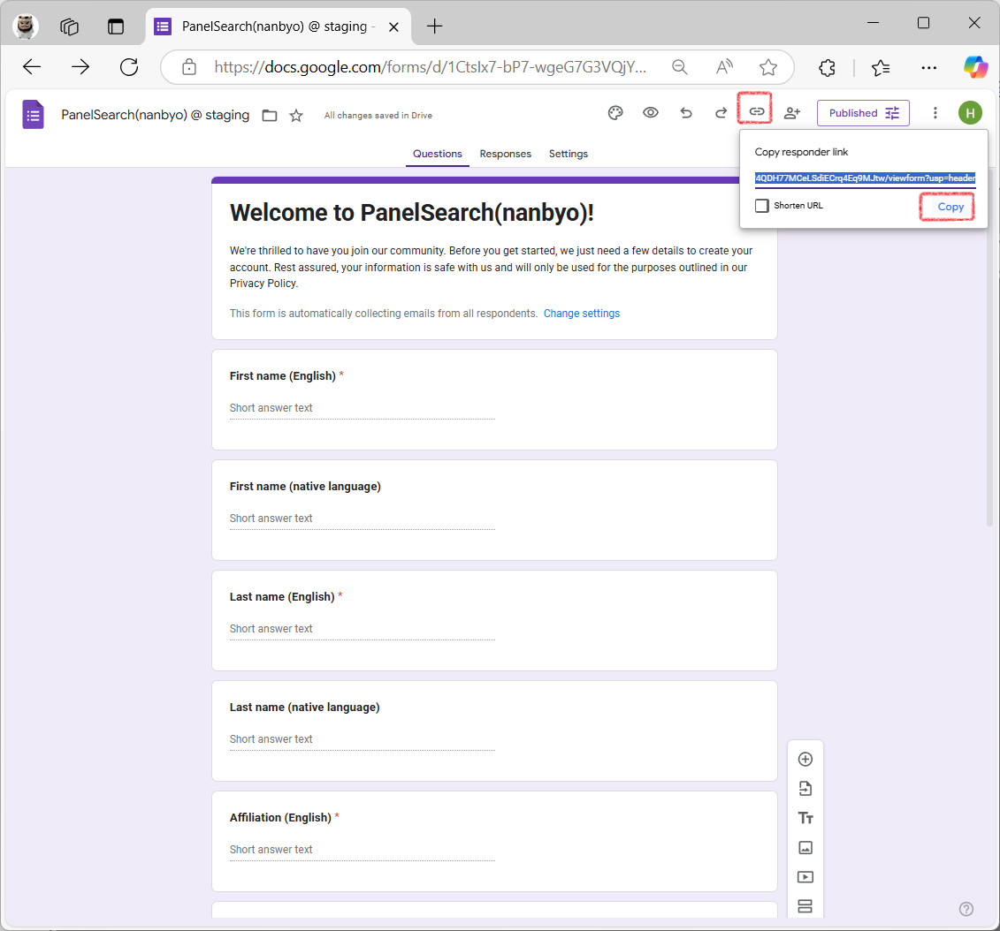 PanelSearch(nanbyo) @ staging -
https://docs.google.com/forms/d/1CtsIx7-bP7-wgeG7G3VQjY...
PanelSearch(nanbyo) @ staging
All changes saved in Drive
Published
H
Questions Responses Settings
Copy responder link
4QDH77MCeLSdiECrq4Eq9MJtw/viewform?usp=header
Shorten URL
Copy
Welcome to PanelSearch(nanbyo)!
We're thrilled to have you join our community. Before you get started, we just need a few details to create your
account. Rest assured, your information is safe with us and will only be used for the purposes outlined in our
Privacy Policy.
This form is automatically collecting emails from all respondents. Change settings
First name (English) *
Short answer text
First name (native language)
Short answer text
Last name (English) *
Short answer text
Last name (native language)
Short answer text
Affiliation (English) *
Short answer text